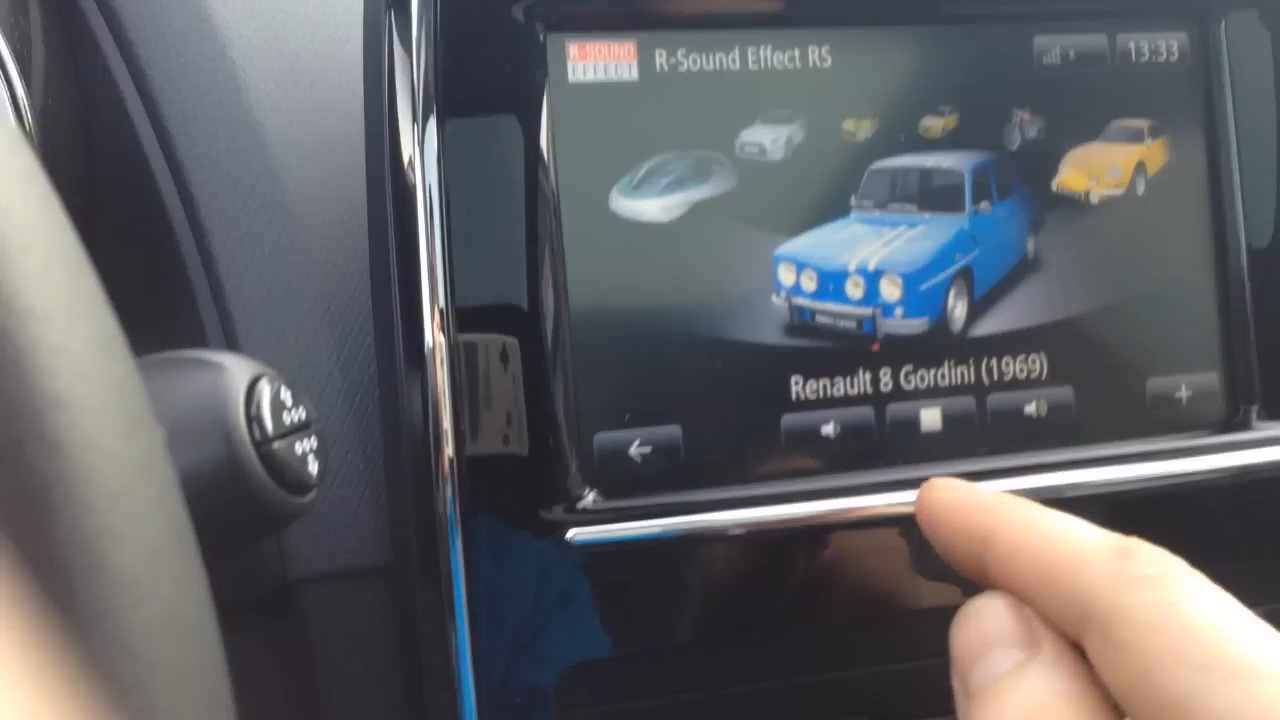 R-SOUND
EFFECT
R-Sound Effect RS
13:33
Renault 8 Gordini (1969)